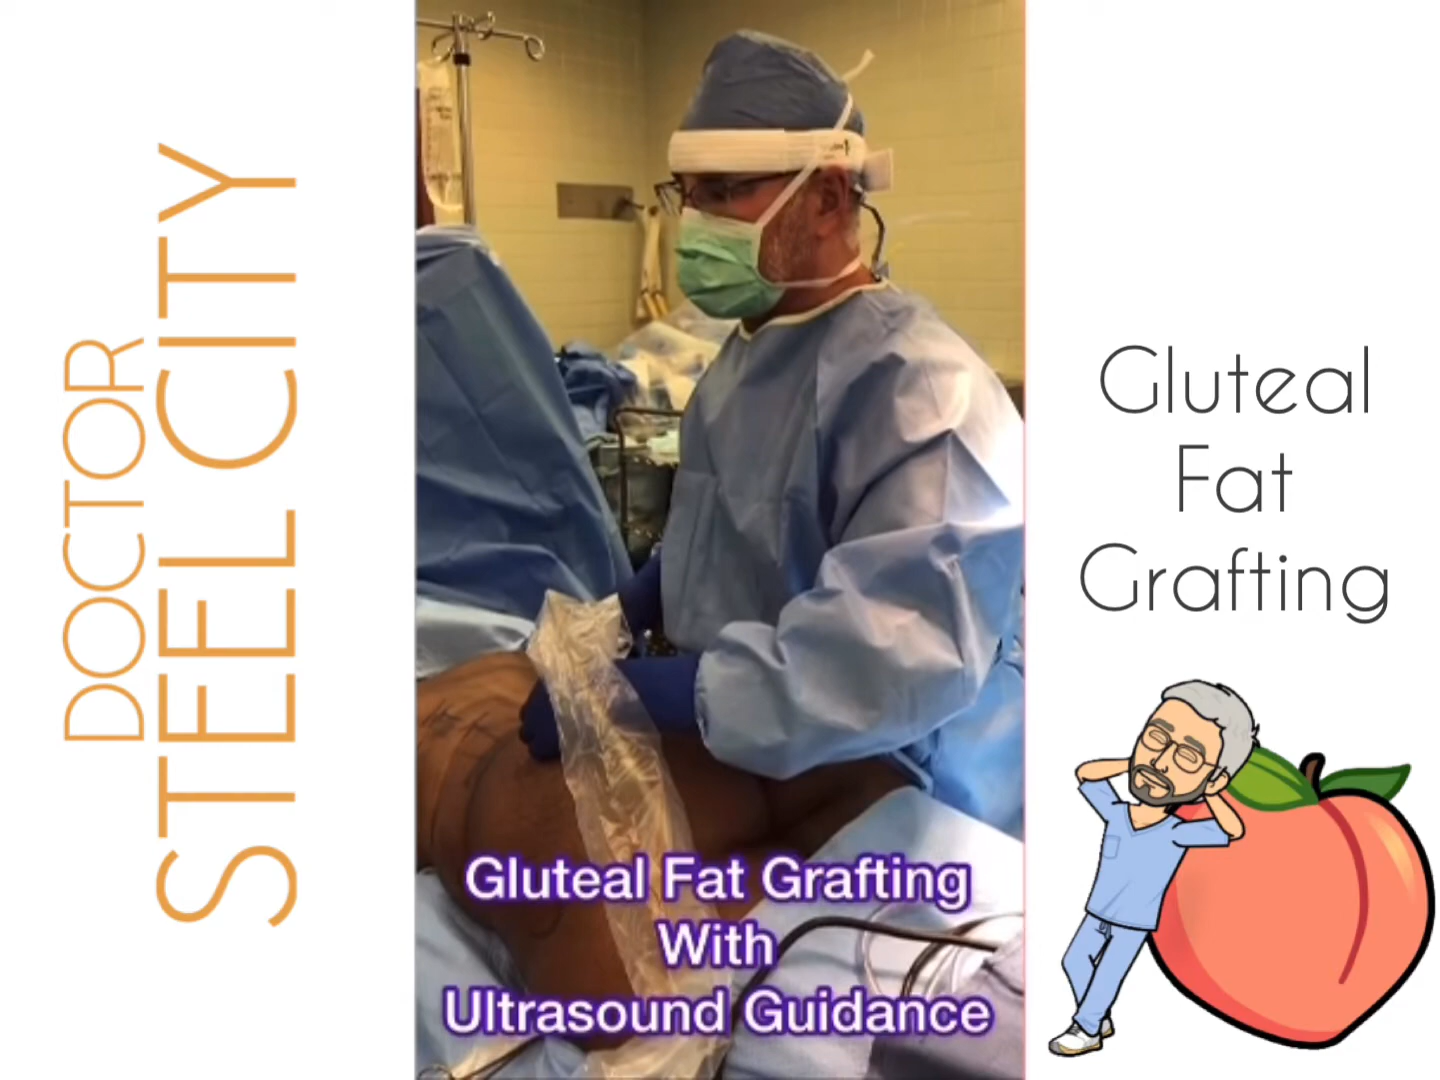 DOCTOR
STEEL CITY
Gluteal Fat Grafting
With
Ultrasound Guidance
Gluteal
Fat
Grafting